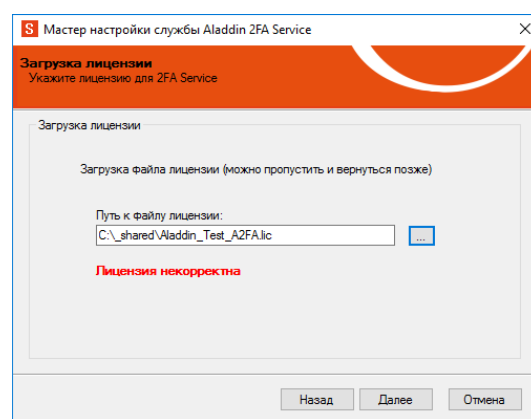 S Мастер настройки службы Aladdin 2FA Service
Загрузка лицензии
Укажите лицензию для 2FA Service
Загрузка лицензии
Загрузка файла лицензии (можно пропустить и вернуться позже)
Путь к файлу лицензии:
C:\_shared\Aladdin_Test_A2FA.lic ...
Лицензия некорректна
Назад Далее Отмена